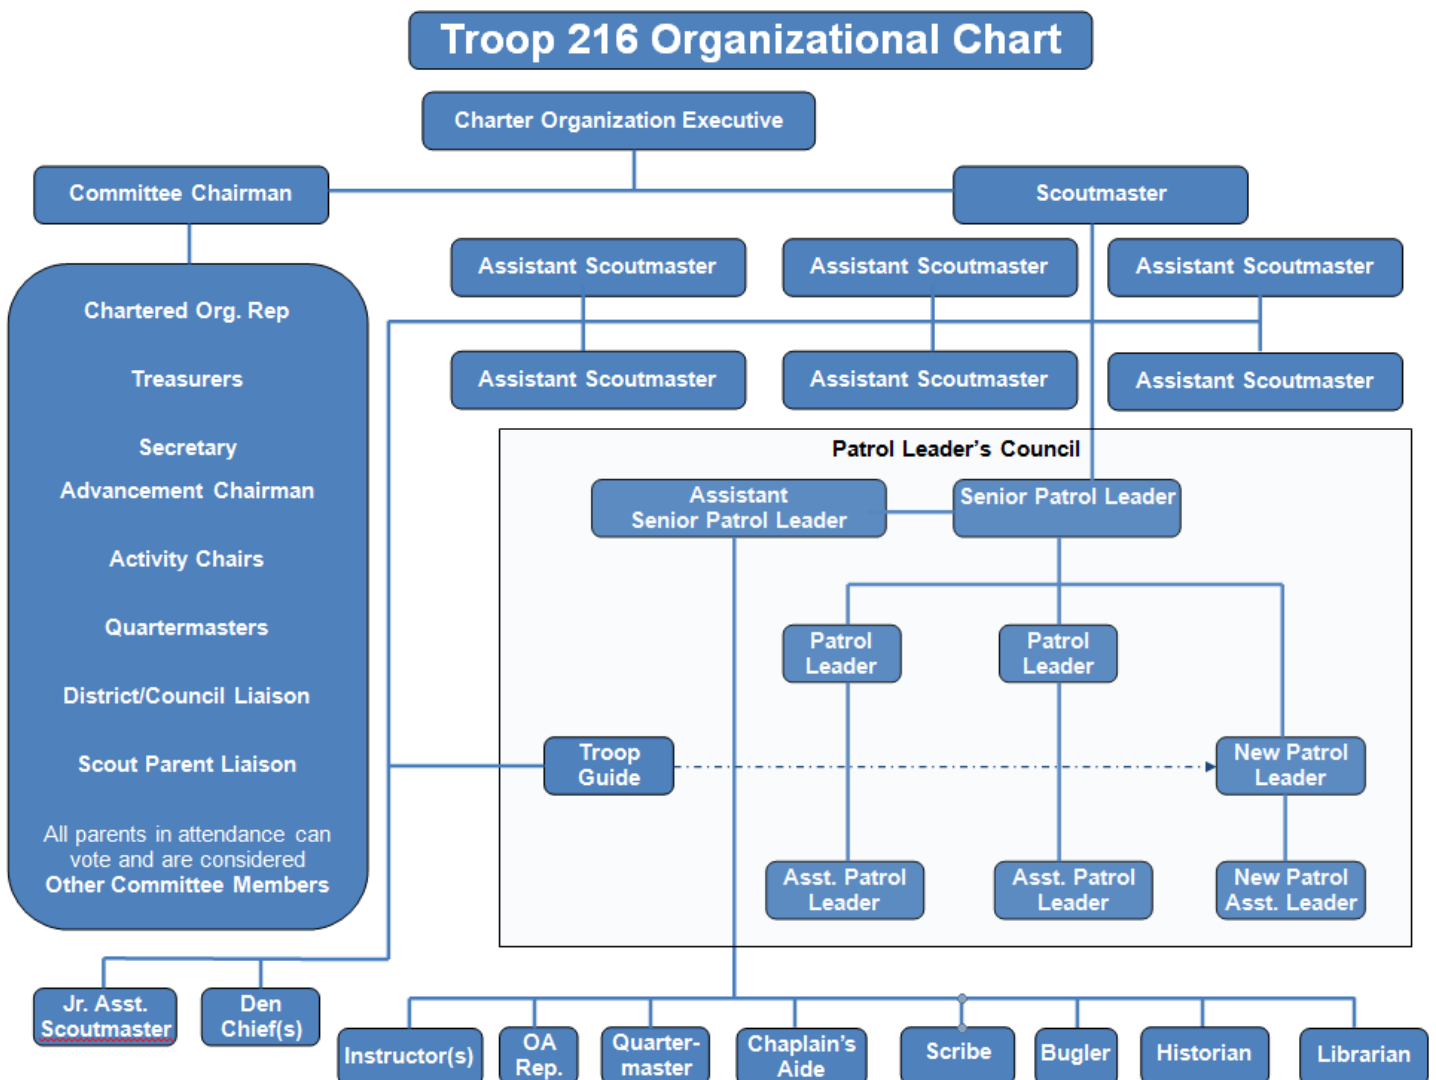 Troop 216 Organizational Chart
Charter Organization Executive
Committee Chairman
Scoutmaster
Assistant Scoutmaster
Assistant Scoutmaster
Assistant Scoutmaster
Chartered Org. Rep
Treasurers
Secretary
Advancement Chairman
Activity Chairs
Quartermasters
District/Council Liaison
Scout Parent Liaison
All parents in attendance can
vote and are considered
Other Committee Members
Assistant Scoutmaster
Assistant Scoutmaster
Assistant Scoutmaster
Patrol Leader’s Council
Assistant
Senior Patrol Leader
Senior Patrol Leader
Patrol
Leader
Patrol
Leader
Troop
Guide
New Patrol
Leader
Asst. Patrol
Leader
Asst. Patrol
Leader
New Patrol
Asst. Leader
Jr. Asst.
Scoutmaster
Den
Chief(s)
Instructor(s)
OA
Rep.
Quarter-
master
Chaplain’s
Aide
Scribe
Bugler
Historian
Librarian